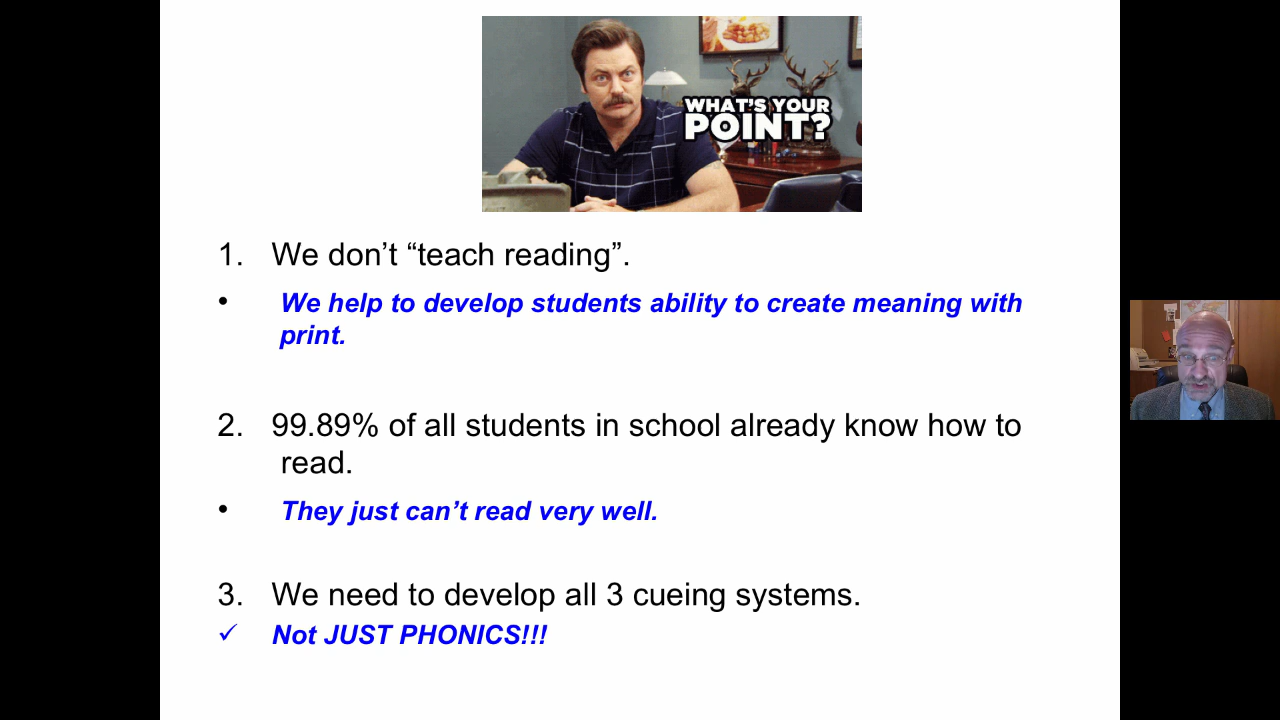 WHAT'S YOUR
POINT?
1. We don’t “teach reading”.
• We help to develop students ability to create meaning with
print.
2. 99.89% of all students in school already know how to
read.
• They just can’t read very well.
3. We need to develop all 3 cueing systems.
✓ Not JUST PHONICS!!!